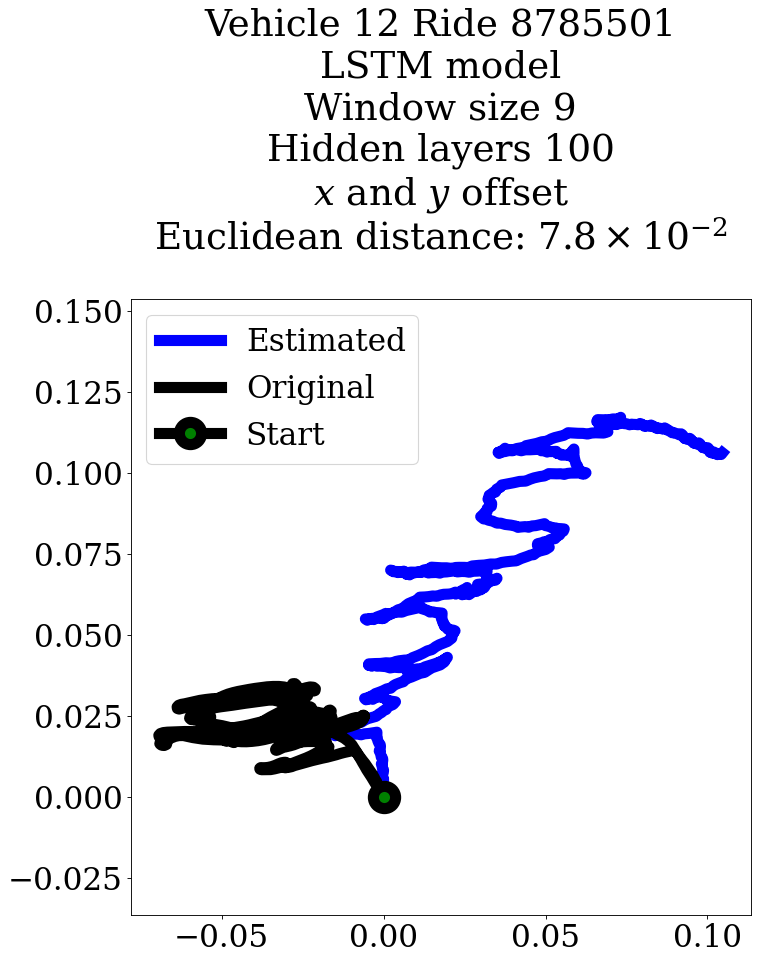 Vehicle 12 Ride 8785501
LSTM model
Window size 9
Hidden layers 100
x and y offset
Euclidean distance: 7.8 × 10⁻²
0.150
0.125
0.100
0.075
0.050
0.025
0.000
−0.025
Estimated
Original
Start
−0.05 0.00 0.05 0.10